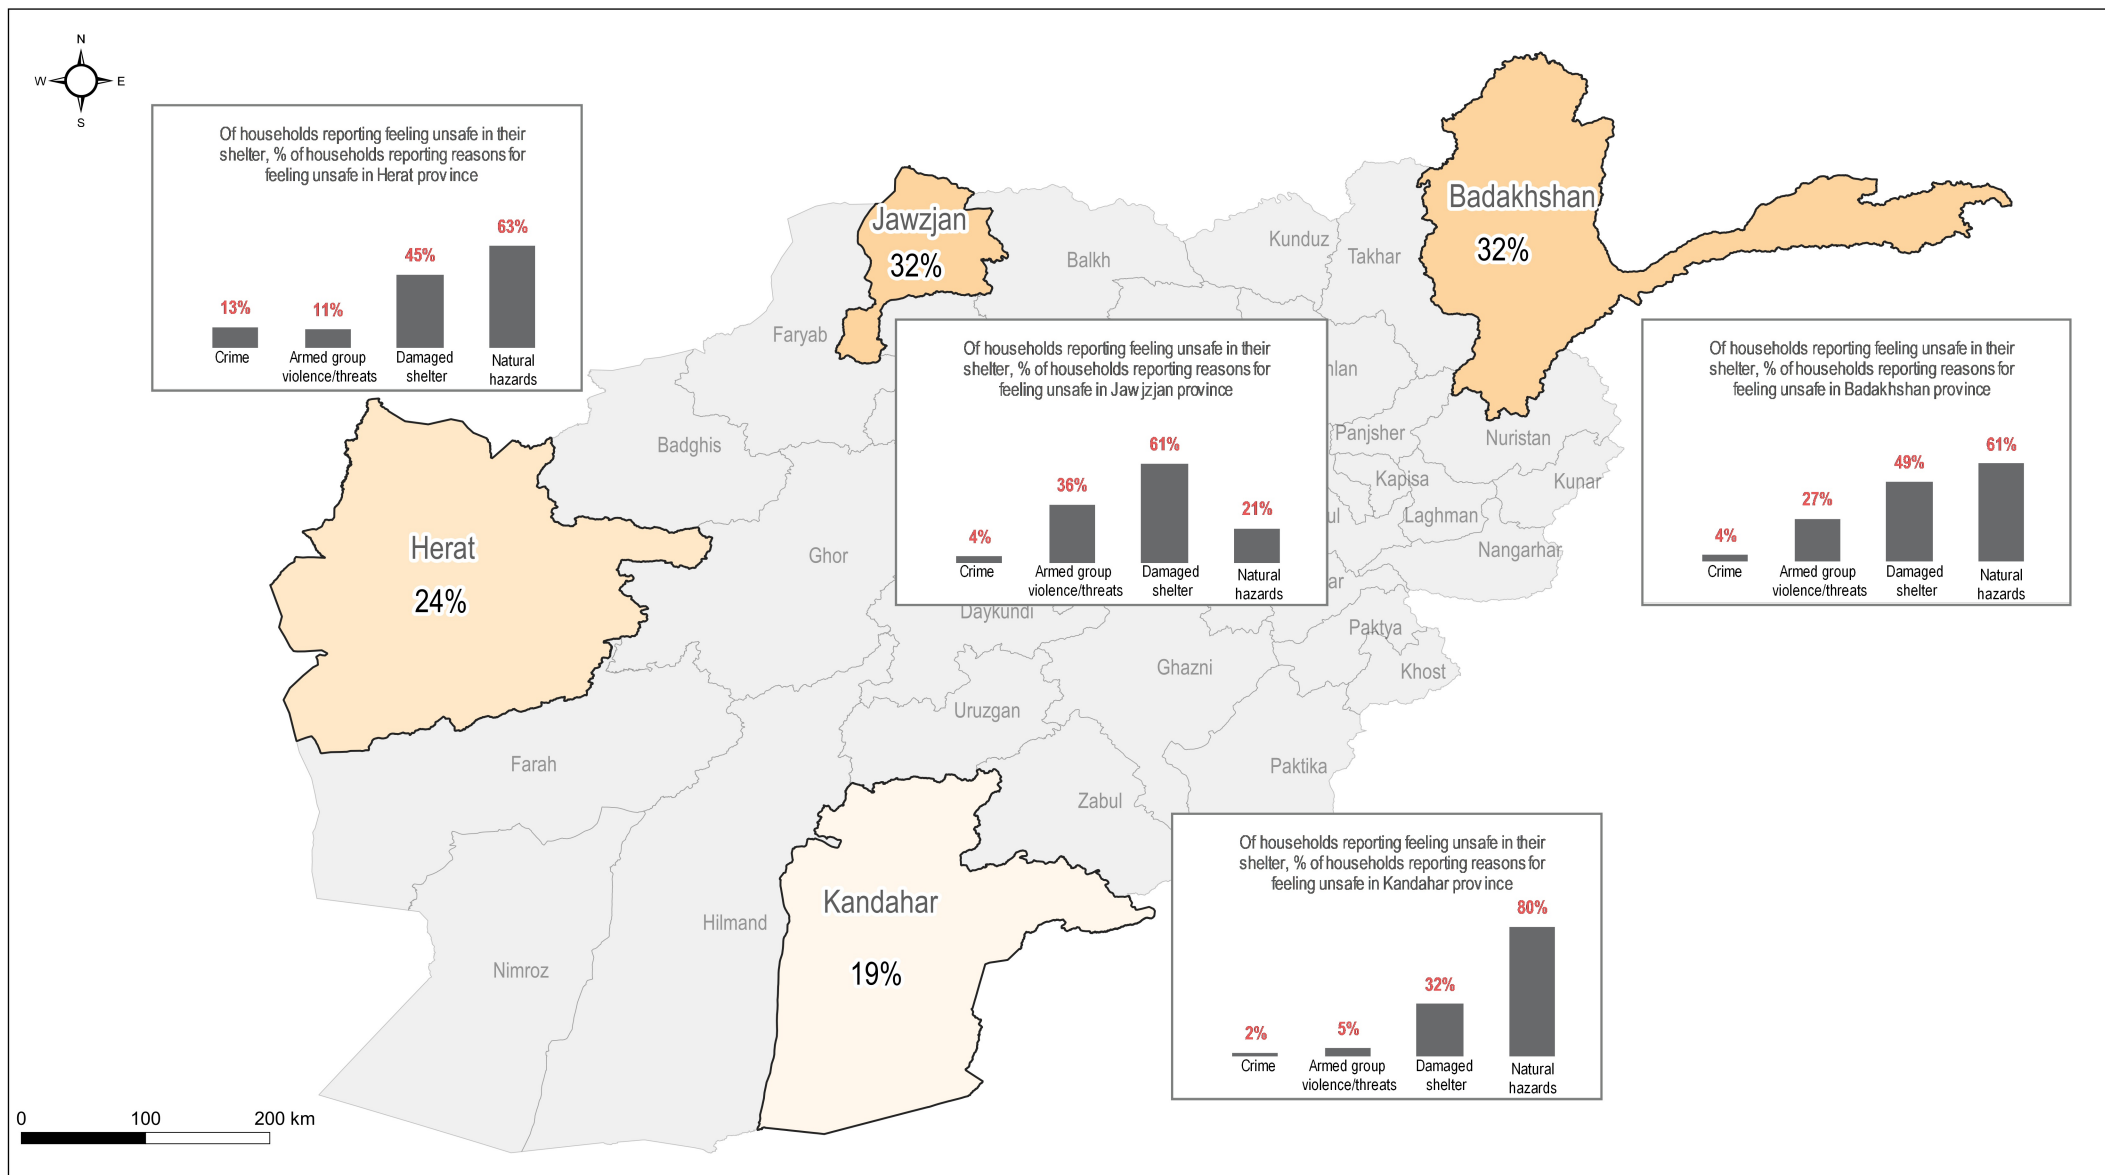 N
W E
S
Of households reporting feeling unsafe in their
shelter, % of households reporting reasons for
feeling unsafe in Herat province
13%
11%
45%
63%
Crime
Armed group
violence/threats
Damaged
shelter
Natural
hazards
Jawzjan
32%
Badakhshan
32%
Balkh
Kunduz
Takhar
Faryab
Badghis
Of households reporting feeling unsafe in their
shelter, % of households reporting reasons for
feeling unsafe in Jawjzjan province
4%
36%
61%
21%
Crime
Armed group
violence/threats
Damaged
shelter
Natural
hazards
hlan
Panjsher
Nuristan
Kapisa
Kunar
ul
Laghman
Nangarhar
ar
Of households reporting feeling unsafe in their
shelter, % of households reporting reasons for
feeling unsafe in Badakhshan province
4%
27%
49%
61%
Crime
Armed group
violence/threats
Damaged
shelter
Natural
hazards
Herat
24%
Ghor
Daykundi
Paktya
Ghazni
Khost
Uruzgan
Farah
Paktika
Zabul
Kandahar
19%
Hilmand
Nimroz
Of households reporting feeling unsafe in their
shelter, % of households reporting reasons for
feeling unsafe in Kandahar province
2%
5%
32%
80%
Crime
Armed group
violence/threats
Damaged
shelter
Natural
hazards
0 100 200 km